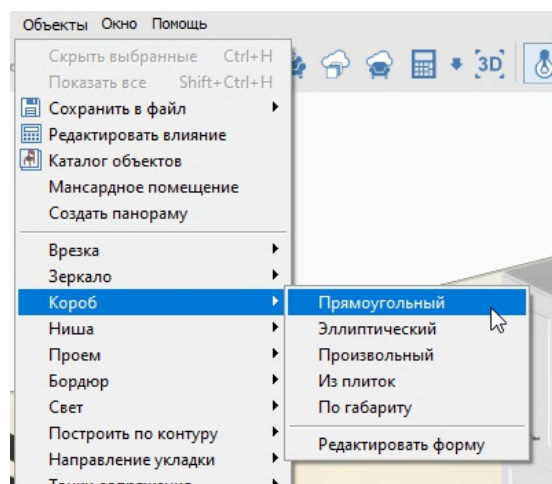 Объекты Окно Помощь
Скрыть выбранные Ctrl+H
Показать все Shift+Ctrl+H
3D
Сохранить в файл
Редактировать влияние
Каталог объектов
Мансардное помещение
Создать панораму
Врезка
Зеркало
Короб
Прямоугольный
Ниша
Эллиптический
Проем
Произвольный
Бордюр
Из плиток
Свет
По габариту
Построить по контуру
Редактировать форму
Направление укладки
Точки сопряжения